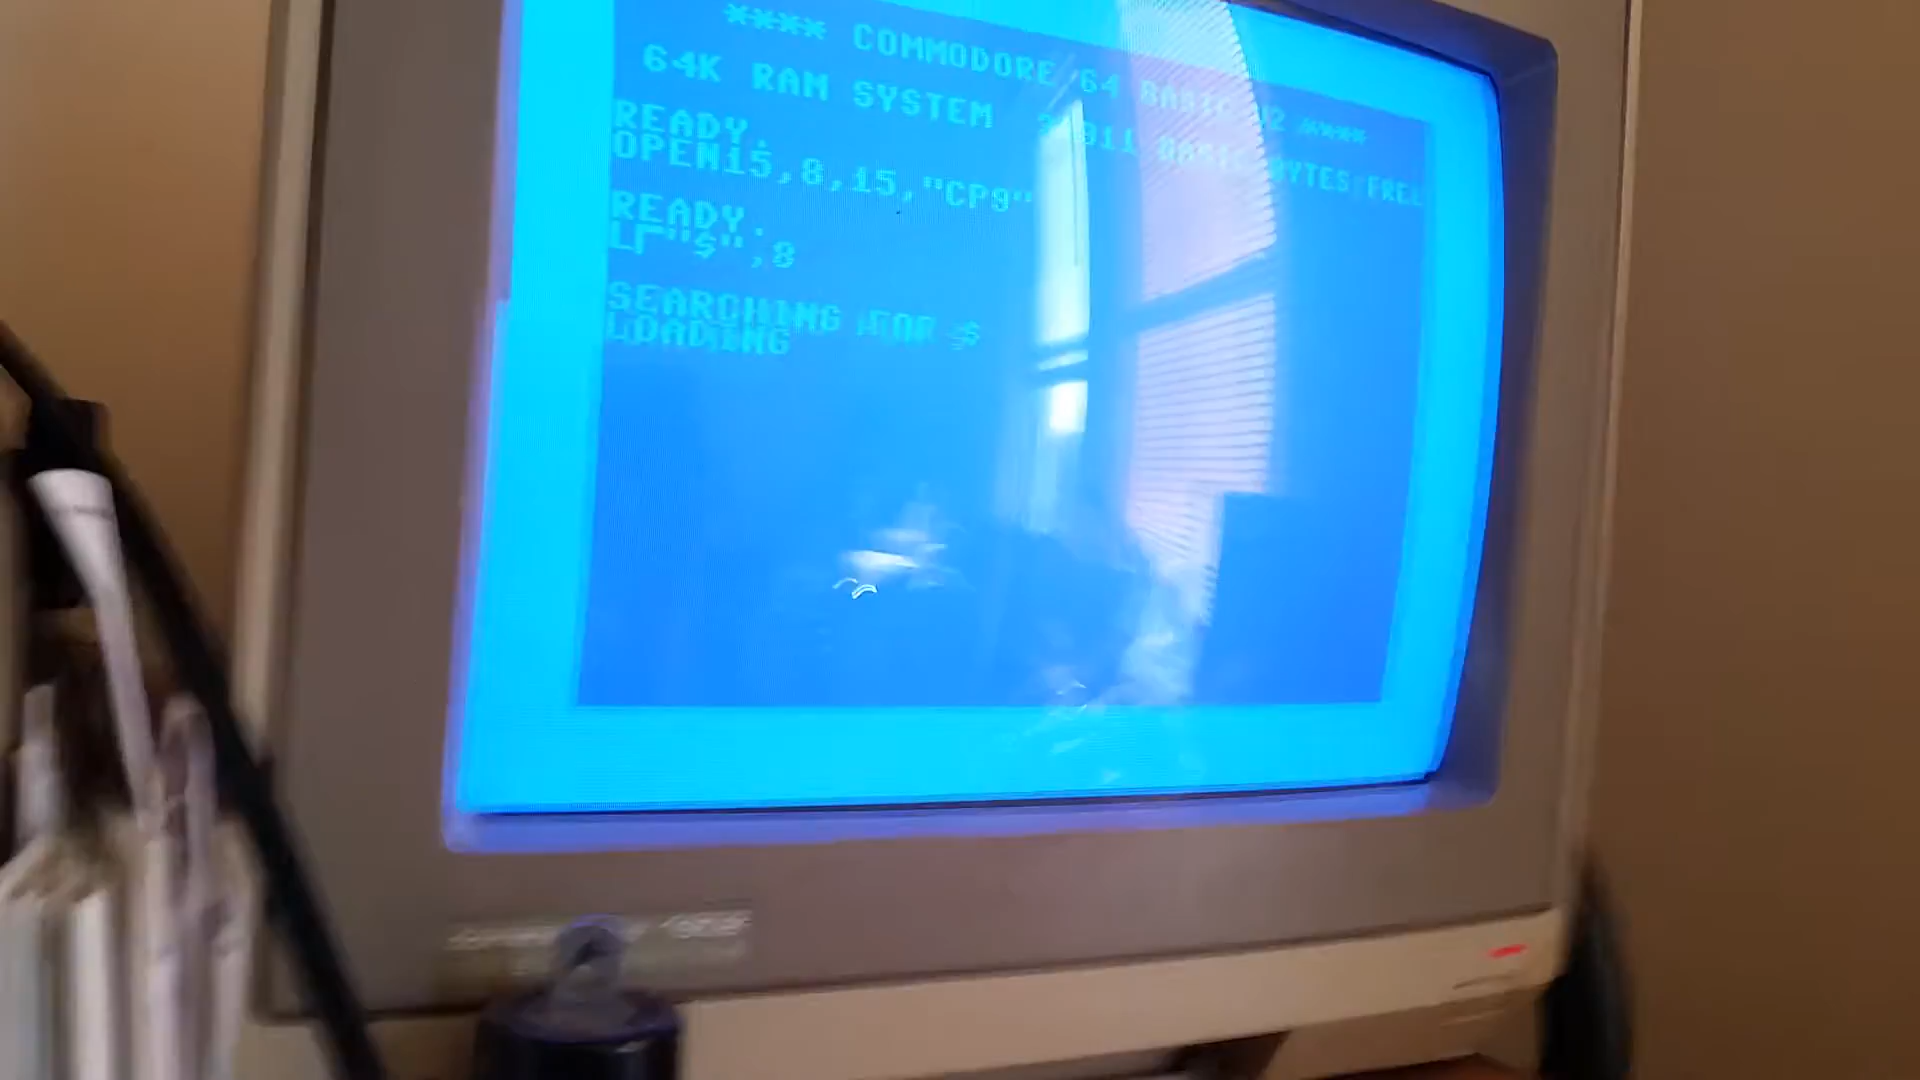 **** COMMODORE 64 BASIC V2 ****
64K RAM SYSTEM 38911 BASIC BYTES FREE
READY.
OPEN15,8,15,"CP9"
READY.
L┌"$",8
SEARCHING FOR $
LOADING